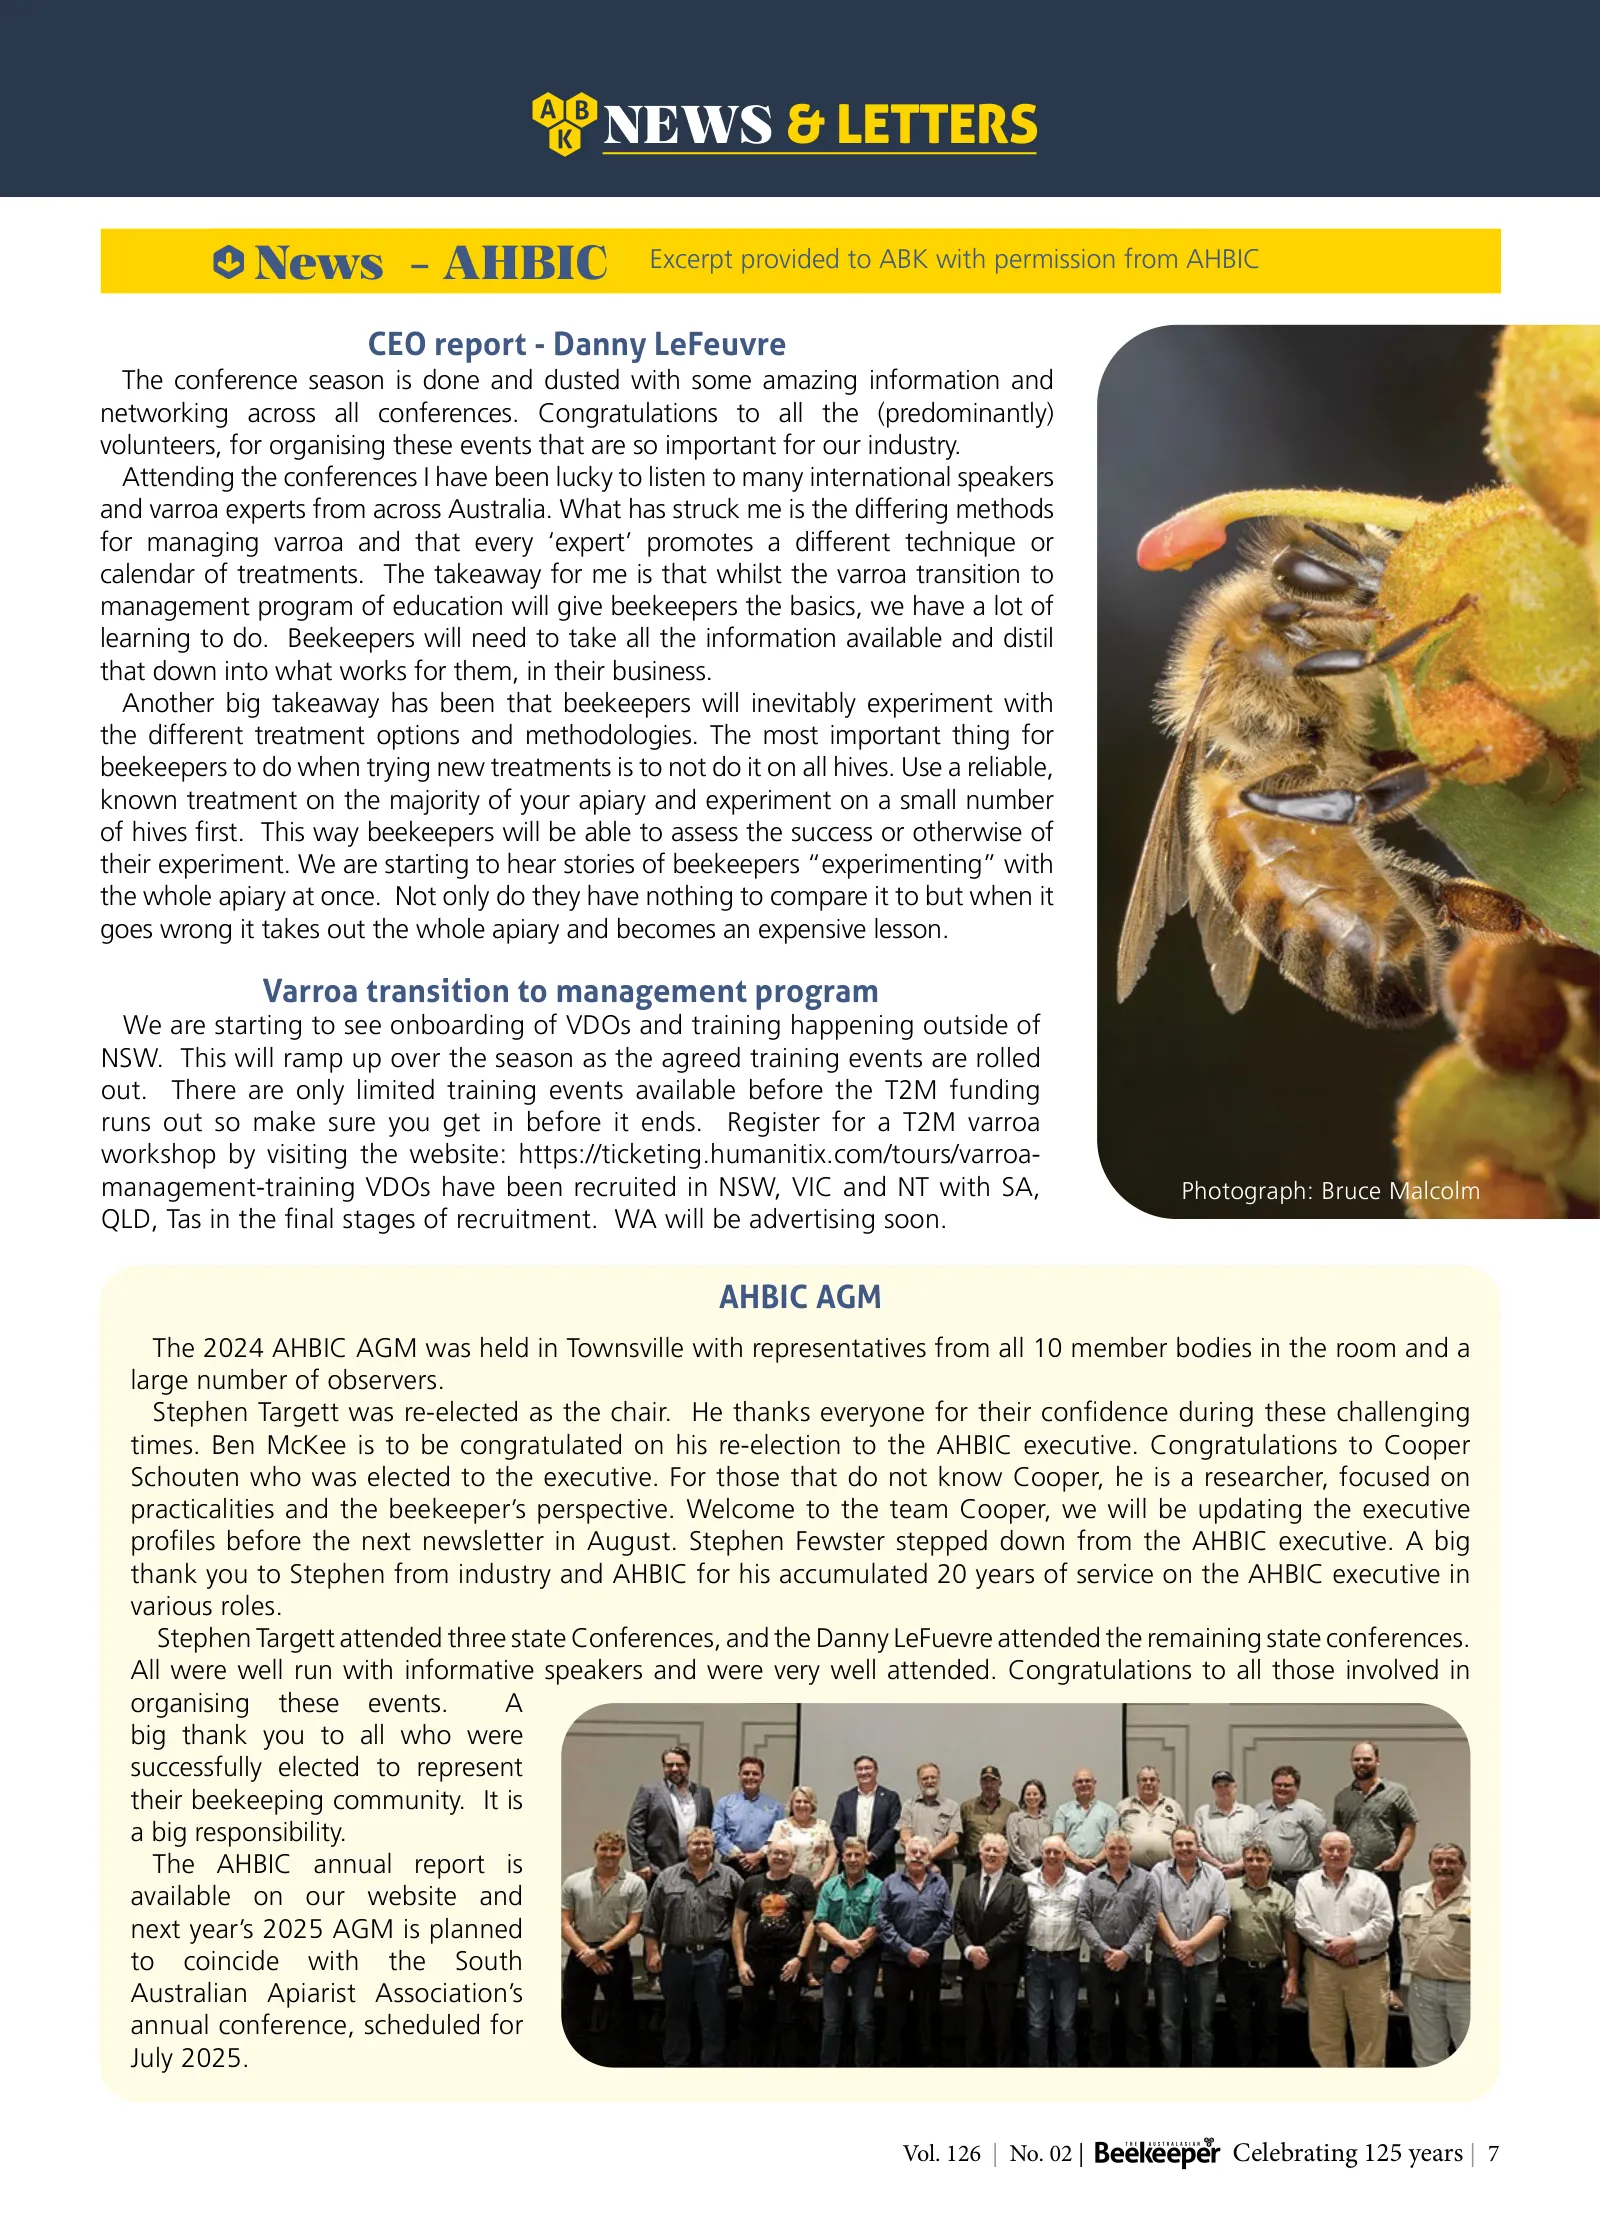 A B K NEWS & LETTERS
News - AHBIC Excerpt provided to ABK with permission from AHBIC
CEO report - Danny LeFeuvre
The conference season is done and dusted with some amazing information and
networking across all conferences. Congratulations to all the (predominantly)
volunteers, for organising these events that are so important for our industry.
Attending the conferences I have been lucky to listen to many international speakers
and varroa experts from across Australia. What has struck me is the differing methods
for managing varroa and that every ‘expert’ promotes a different technique or
calendar of treatments. The takeaway for me is that whilst the varroa transition to
management program of education will give beekeepers the basics, we have a lot of
learning to do. Beekeepers will need to take all the information available and distil
that down into what works for them, in their business.
Another big takeaway has been that beekeepers will inevitably experiment with
the different treatment options and methodologies. The most important thing for
beekeepers to do when trying new treatments is to not do it on all hives. Use a reliable,
known treatment on the majority of your apiary and experiment on a small number
of hives first. This way beekeepers will be able to assess the success or otherwise of
their experiment. We are starting to hear stories of beekeepers “experimenting” with
the whole apiary at once. Not only do they have nothing to compare it to but when it
goes wrong it takes out the whole apiary and becomes an expensive lesson.
Varroa transition to management program
We are starting to see onboarding of VDOs and training happening outside of
NSW. This will ramp up over the season as the agreed training events are rolled
out. There are only limited training events available before the T2M funding
runs out so make sure you get in before it ends. Register for a T2M varroa
workshop by visiting the website: https://ticketing.humanitix.com/tours/varroa-
management-training VDOs have been recruited in NSW, VIC and NT with SA,
QLD, Tas in the final stages of recruitment. WA will be advertising soon.
Photograph: Bruce Malcolm
AHBIC AGM
The 2024 AHBIC AGM was held in Townsville with representatives from all 10 member bodies in the room and a
large number of observers.
Stephen Targett was re-elected as the chair. He thanks everyone for their confidence during these challenging
times. Ben McKee is to be congratulated on his re-election to the AHBIC executive. Congratulations to Cooper
Schouten who was elected to the executive. For those that do not know Cooper, he is a researcher, focused on
practicalities and the beekeeper’s perspective. Welcome to the team Cooper, we will be updating the executive
profiles before the next newsletter in August. Stephen Fewster stepped down from the AHBIC executive. A big
thank you to Stephen from industry and AHBIC for his accumulated 20 years of service on the AHBIC executive in
various roles.
Stephen Targett attended three state Conferences, and the Danny LeFuevre attended the remaining state conferences.
All were well run with informative speakers and were very well attended. Congratulations to all those involved in
organising these events. A
big thank you to all who were
successfully elected to represent
their beekeeping community. It is
a big responsibility.
The AHBIC annual report is
available on our website and
next year’s 2025 AGM is planned
to coincide with the South
Australian Apiarist Association’s
annual conference, scheduled for
July 2025.
Vol. 126 | No. 02 | THE AUSTRALASIAN Beekeeper Celebrating 125 years | 7